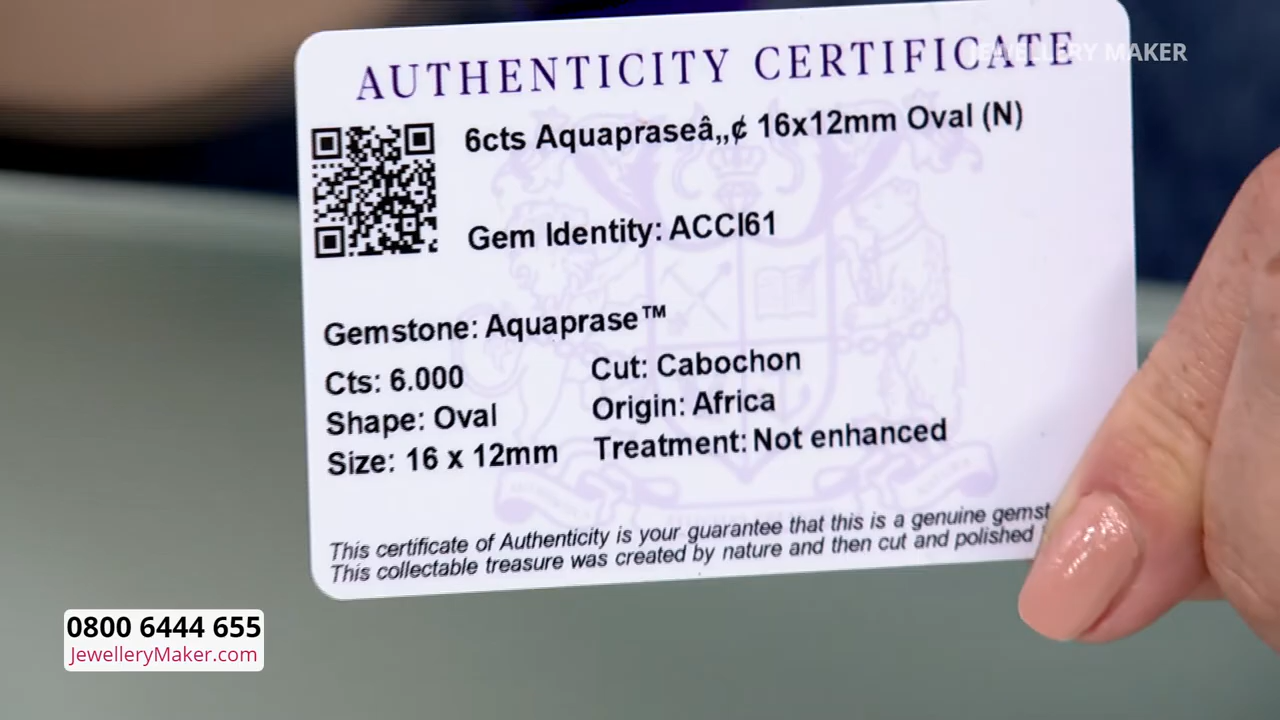 JEWELLERY MAKER
AUTHENTICITY CERTIFICATE
6cts Aquapraseâ„¢ 16x12mm Oval (N)
Gem Identity: ACCI61
Gemstone: Aquaprase™
Cts: 6.000
Cut: Cabochon
Shape: Oval
Origin: Africa
Size: 16 x 12mm
Treatment: Not enhanced
This certificate of Authenticity is your guarantee that this is a genuine gemst
This collectable treasure was created by nature and then cut and polished
0800 6444 655
JewelleryMaker.com